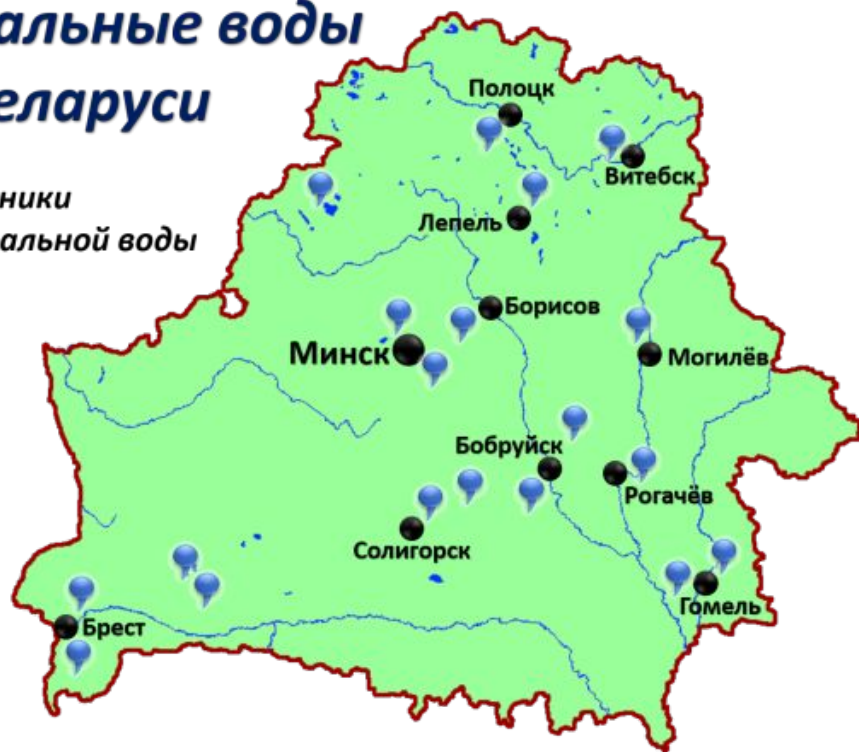 альные воды
еларуси
ники
альной воды
Полоцк
Витебск
Лепель
Борисов
Минск
Могилёв
Бобруйск
Рогачёв
Солигорск
Гомель
Брест